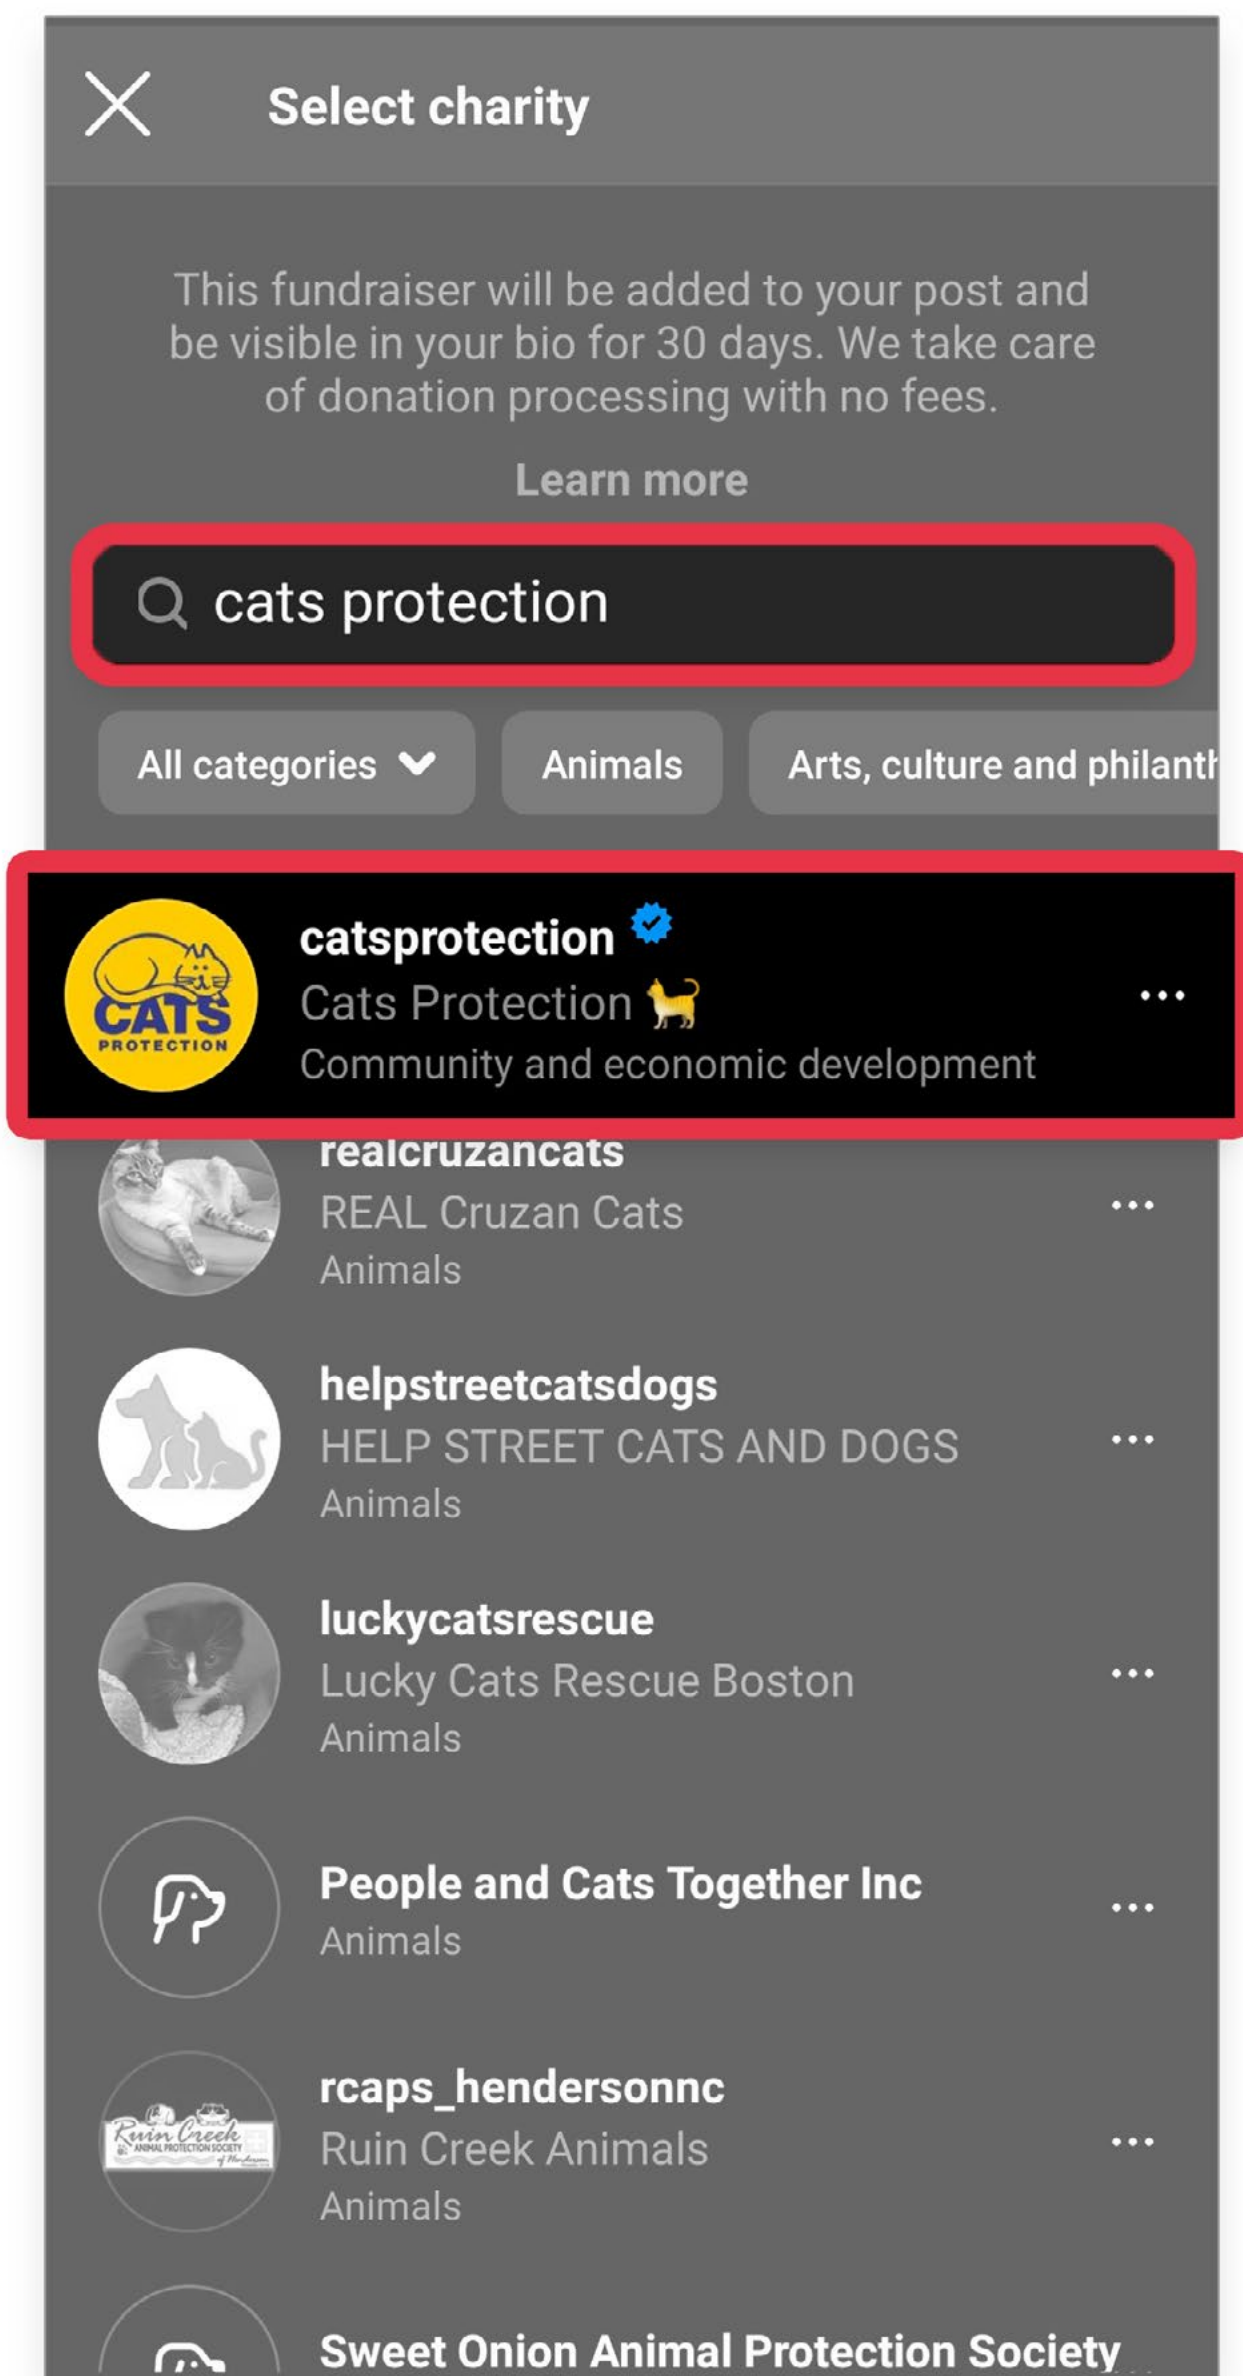 Select charity
This fundraiser will be added to your post and
be visible in your bio for 30 days. We take care
of donation processing with no fees.
Learn more
cats protection
All categories
Animals
Arts, culture and philanth
catsprotection
Cats Protection 🐈
Community and economic development
CATS
PROTECTION
realcruzancats
REAL Cruzan Cats
Animals
helpstreetcatsdogs
HELP STREET CATS AND DOGS
Animals
luckycatsrescue
Lucky Cats Rescue Boston
Animals
People and Cats Together Inc
Animals
rcaps_hendersonnc
Ruin Creek Animals
Animals
Ruin Creek
ANIMAL PROTECTION SOCIETY
Sweet Onion Animal Protection Society